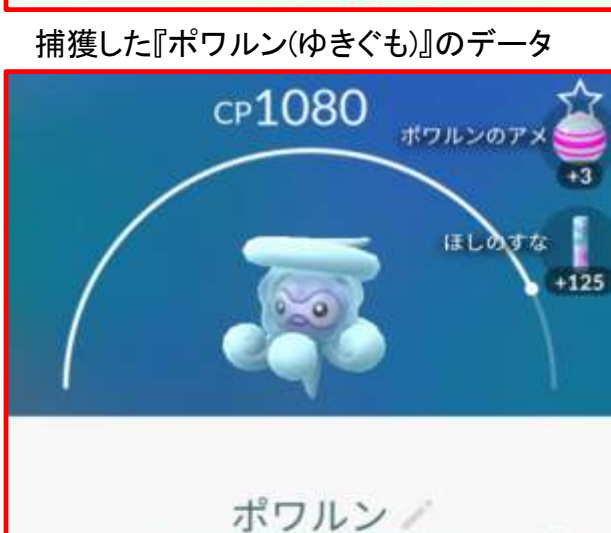 捕獲した『ポワルン(ゆきぐも)』のデータ
CP1080
ポワルンのアメ
+3
ほしのすな
+125
ポワルン